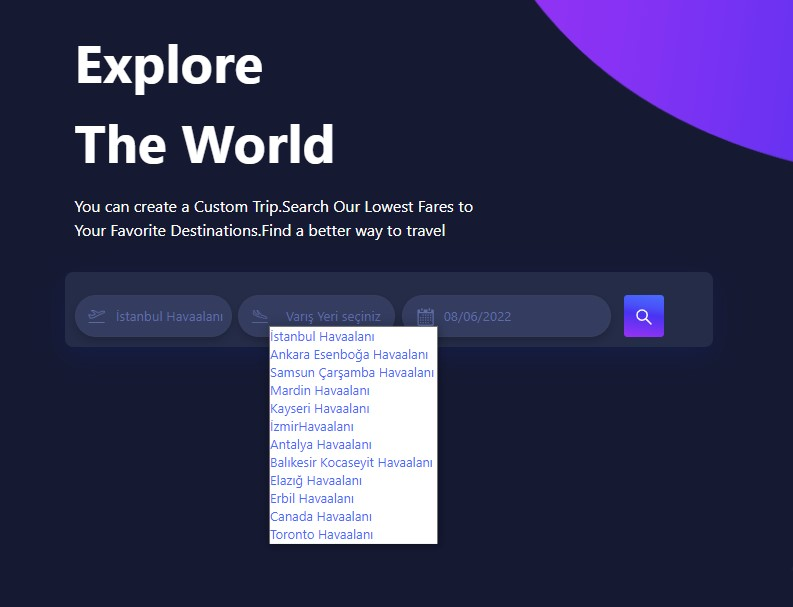 Explore
The World
You can create a Custom Trip.Search Our Lowest Fares to
Your Favorite Destinations.Find a better way to travel
İstanbul Havaalanı
Varış Yeri seçiniz
08/06/2022
İstanbul Havaalanı
Ankara Esenboğa Havaalanı
Samsun Çarşamba Havaalanı
Mardin Havaalanı
Kayseri Havaalanı
İzmirHavaalanı
Antalya Havaalanı
Balıkesir Kocaseyit Havaalanı
Elazığ Havaalanı
Erbil Havaalanı
Canada Havaalanı
Toronto Havaalanı